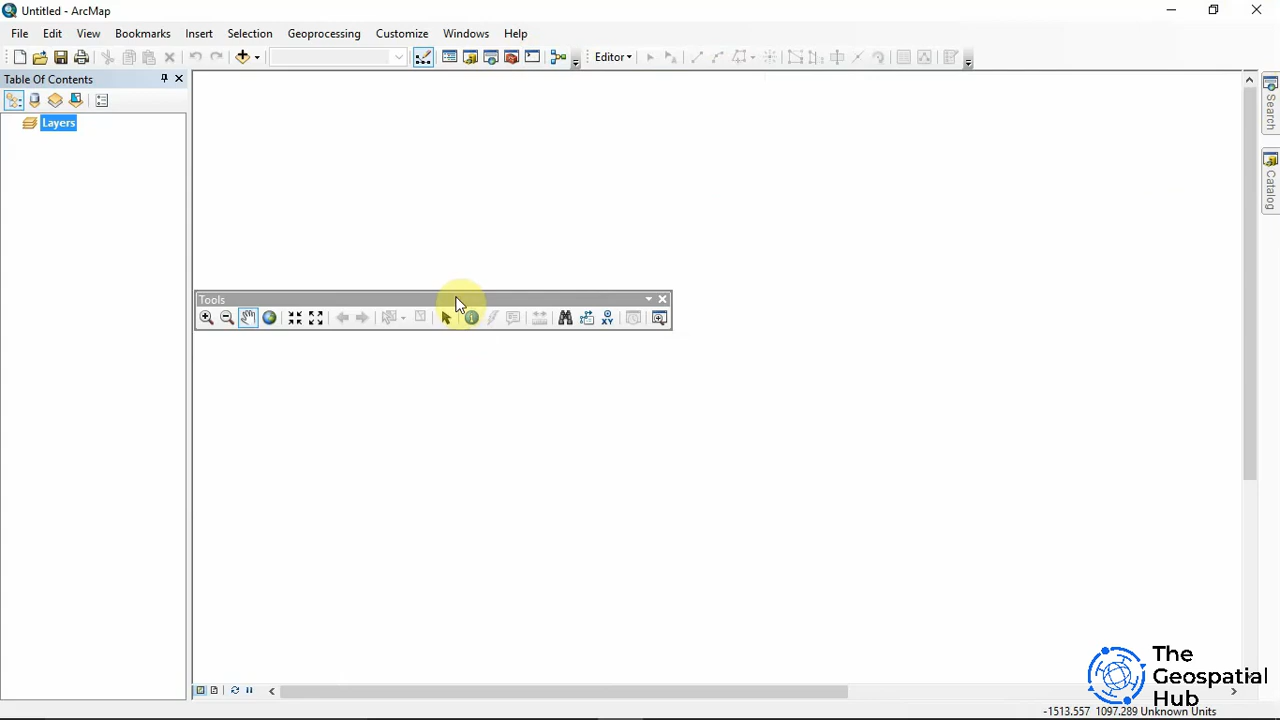 Untitled - ArcMap
File Edit View Bookmarks Insert Selection Geoprocessing Customize Windows Help
Editor
Table Of Contents
Layers
Tools
Search
Catalog
The
Geospatial
Hub
-1513.557 1097.289 Unknown Units